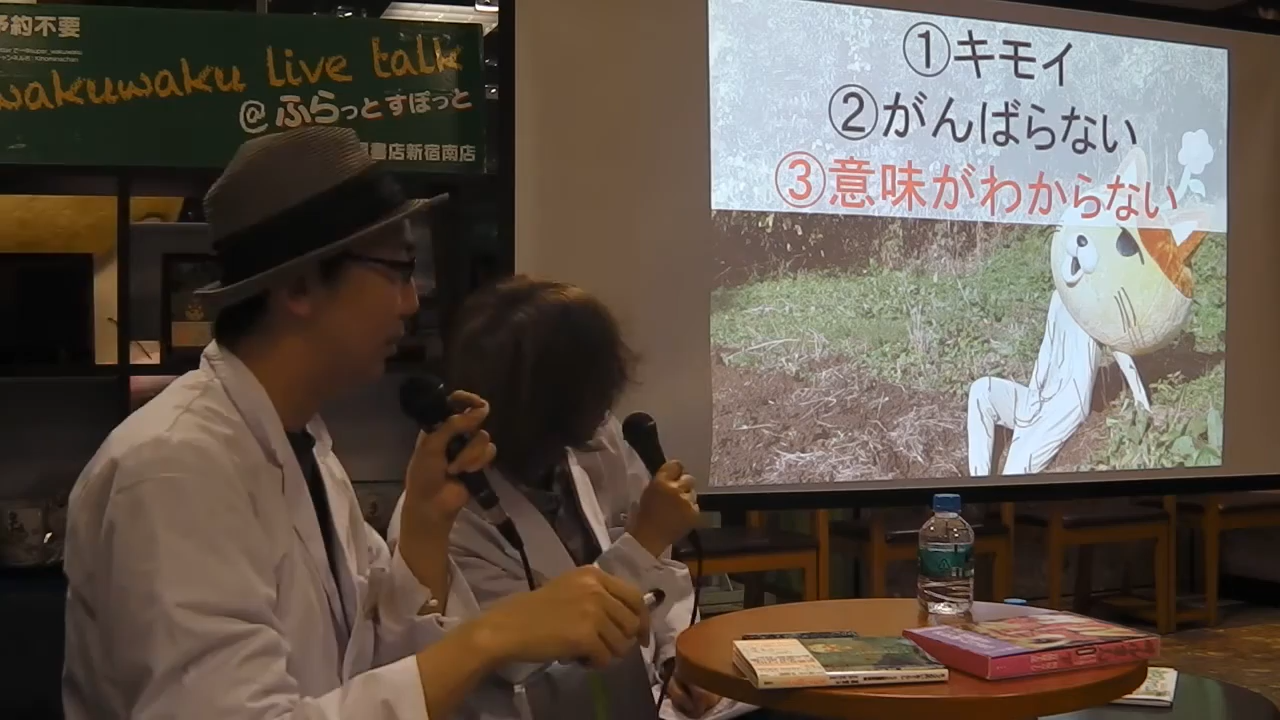 予約不要
wakuwaku live talk
@ふらっとすぽっと
書店新宿南店
①キモイ
②がんばらない
③意味がわからない